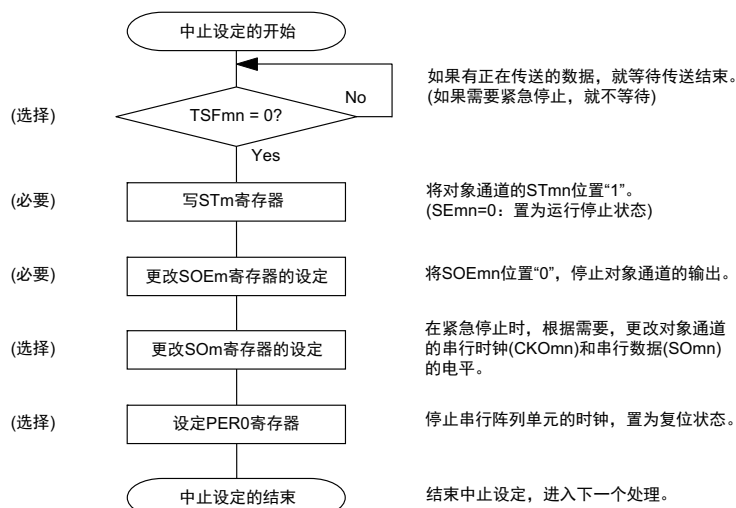 中止设定的开始
如果有正在传送的数据，就等待传送结束。
(如果需要紧急停止，就不等待)
No
(选择)
TSFmn = 0?
Yes
(必要)
写STm寄存器
将对象通道的STmn位置“1”。
(SEmn=0：置为运行停止状态)
(必要)
更改SOEm寄存器的设定
将SOEmn位置“0”，停止对象通道的输出。
(选择)
更改SOm寄存器的设定
在紧急停止时，根据需要，更改对象通道
的串行时钟(CKOmn)和串行数据(SOmn)
的电平。
(选择)
设定PER0寄存器
停止串行阵列单元的时钟，置为复位状态。
中止设定的结束
结束中止设定，进入下一个处理。